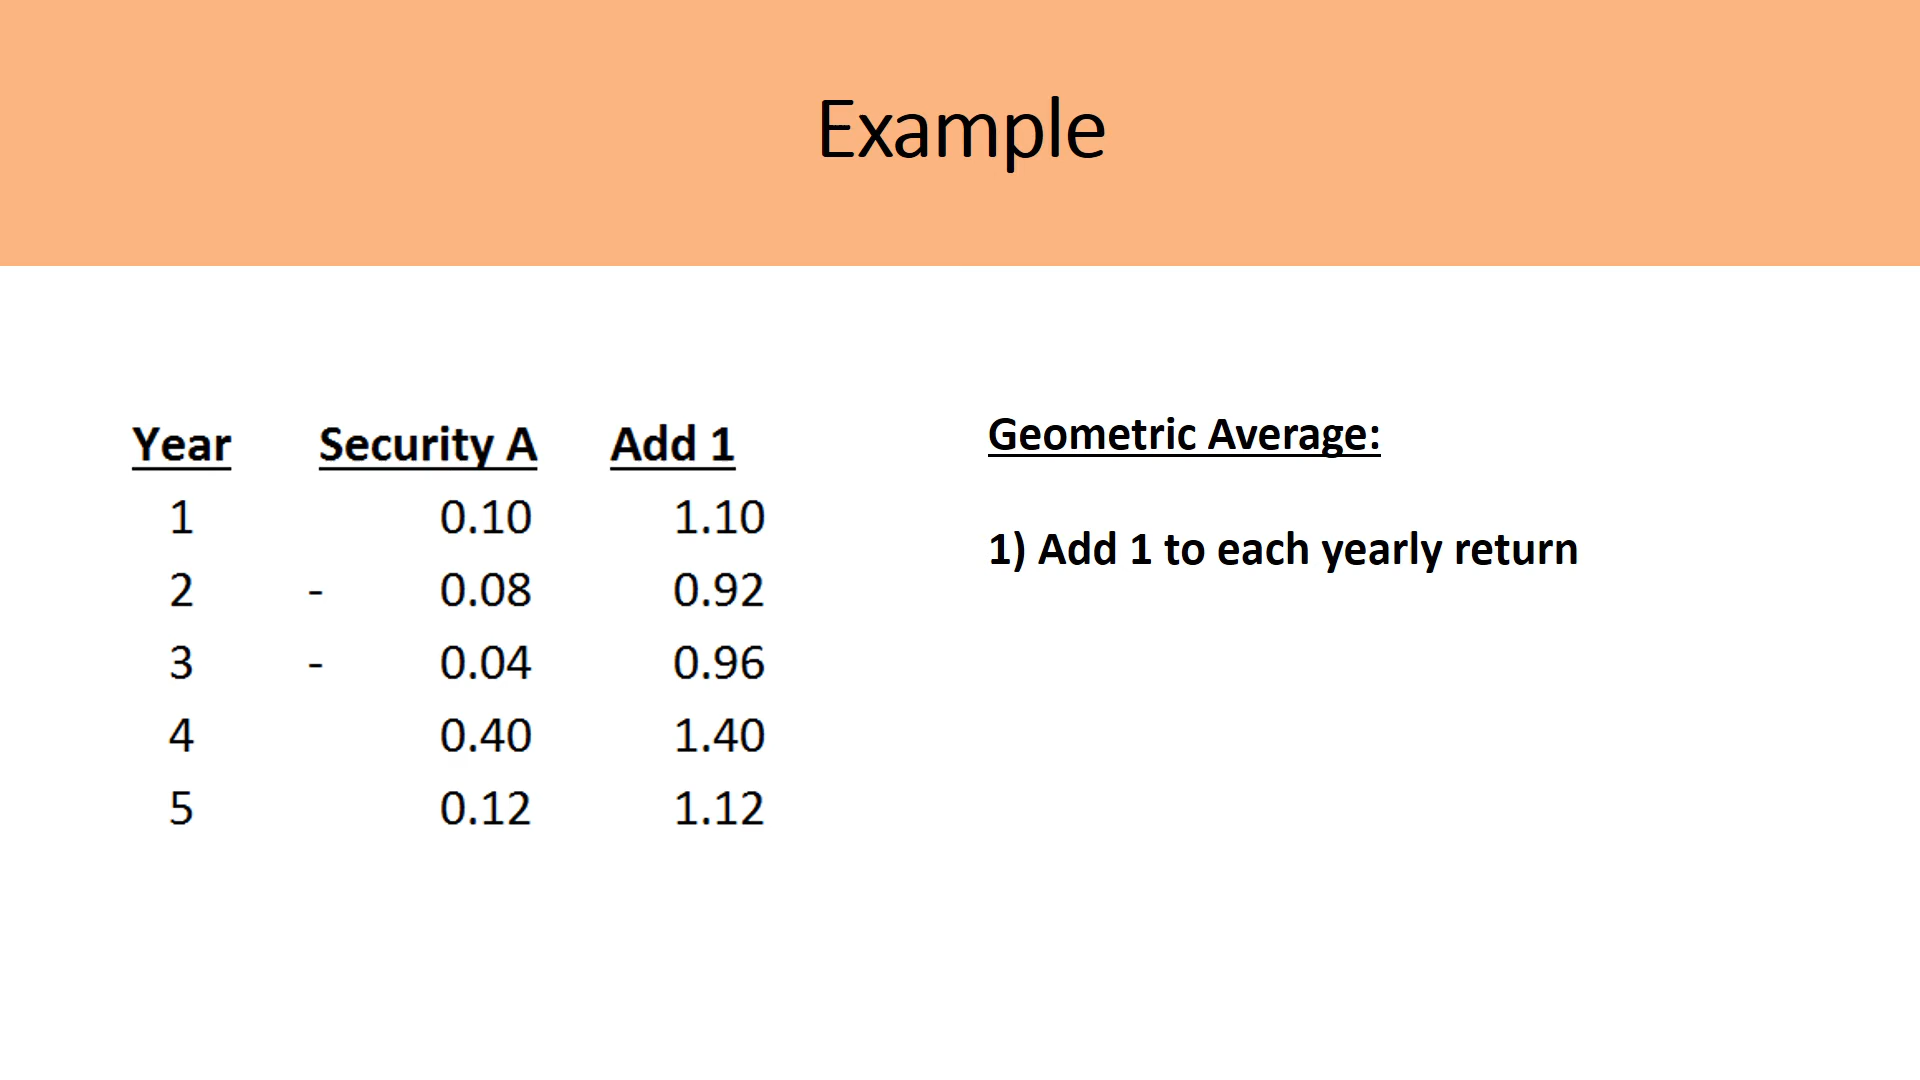 Example
Year Security A Add 1
1 0.10 1.10
2 - 0.08 0.92
3 - 0.04 0.96
4 0.40 1.40
5 0.12 1.12
Geometric Average:
1) Add 1 to each yearly return